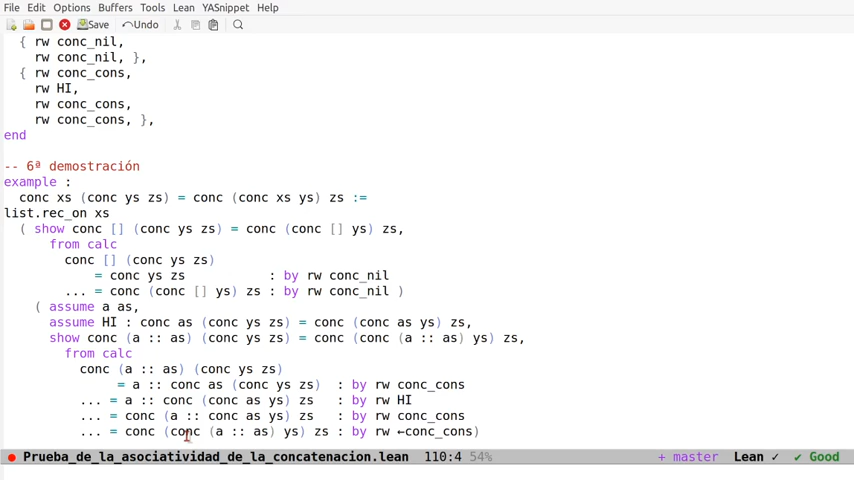 File Edit Options Buffers Tools Lean YASnippet Help
Save Undo
{ rw conc_nil,
rw conc_nil, },
{ rw conc_cons,
rw HI,
rw conc_cons,
rw conc_cons, },
end
-- 6ª demostración
example :
conc xs (conc ys zs) = conc (conc xs ys) zs :=
list.rec_on xs
( show conc [] (conc ys zs) = conc (conc [] ys) zs,
from calc
conc [] (conc ys zs)
= conc ys zs : by rw conc_nil
... = conc (conc [] ys) zs : by rw conc_nil )
( assume a as,
assume HI : conc as (conc ys zs) = conc (conc as ys) zs,
show conc (a :: as) (conc ys zs) = conc (conc (a :: as) ys) zs,
from calc
conc (a :: as) (conc ys zs)
= a :: conc as (conc ys zs) : by rw conc_cons
... = a :: conc (conc as ys) zs : by rw HI
... = conc (a :: conc as ys) zs : by rw conc_cons
... = conc (conc (a :: as) ys) zs : by rw ←conc_cons)
Prueba_de_la_asociatividad_de_la_concatenacion.lean 110:4 54% + master Lean ✓ ✔ Good